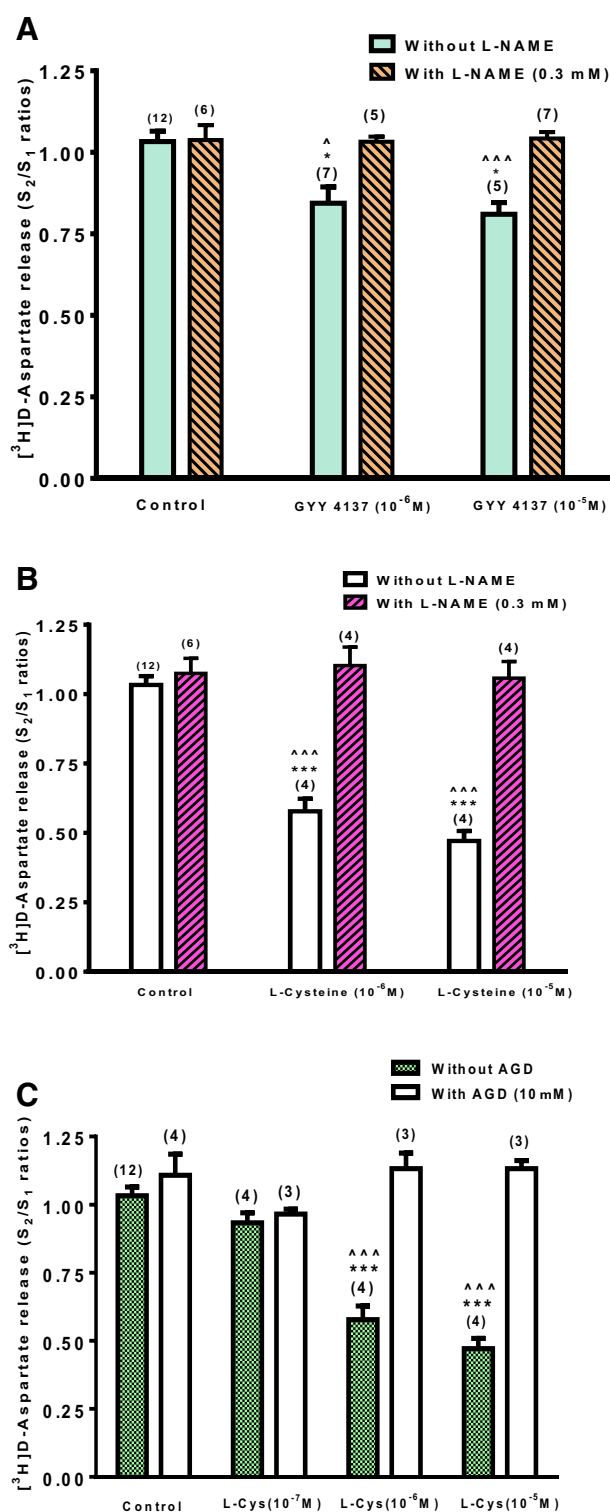 A
Without L-NAME
With L-NAME (0.3 mM)
[³H]D-Aspartate release (S₂/S₁ ratios)
1.25
1.00
0.75
0.50
0.25
0.00
(12)
(6)
^
*
(7)
(5)
^^^
*
(5)
(7)
Control
GYY 4137 (10⁻⁶M)
GYY 4137 (10⁻⁵M)
B
Without L-NAME
With L-NAME (0.3 mM)
[³H]D-Aspartate release (S₂/S₁ ratios)
1.25
1.00
0.75
0.50
0.25
0.00
(12)
(6)
^^^
***
(4)
(4)
^^^
***
(4)
(4)
Control
L-Cysteine (10⁻⁶M)
L-Cysteine (10⁻⁵M)
C
Without AGD
With AGD (10 mM)
[³H]D-Aspartate release (S₂/S₁ ratios)
1.25
1.00
0.75
0.50
0.25
0.00
(12)
(4)
(4)
(3)
^^^
***
(4)
(3)
^^^
***
(4)
(3)
Control
L-Cys(10⁻⁷M)
L-Cys(10⁻⁶M)
L-Cys(10⁻⁵M)